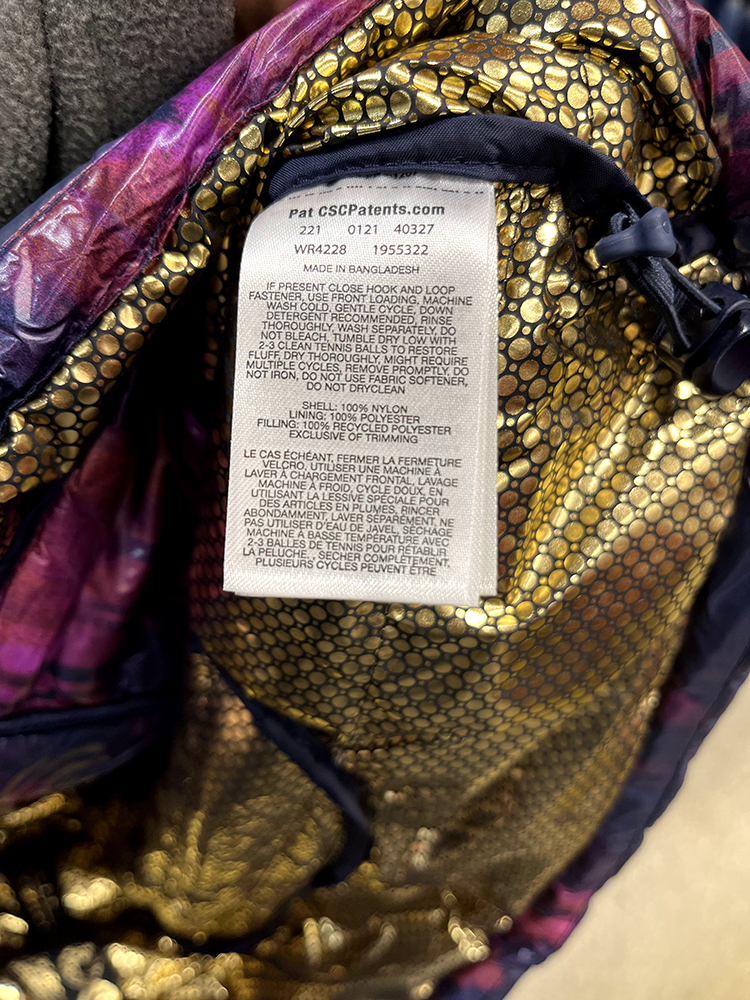 Pat CSCPatents.com
221 0121 40327
WR4228 1955322
MADE IN BANGLADESH
IF PRESENT CLOSE HOOK AND LOOP
FASTENER, USE FRONT LOADING, MACHINE
WASH COLD, GENTLE CYCLE, DOWN
DETERGENT RECOMMENDED, RINSE
THOROUGHLY, WASH SEPARATELY, DO
NOT BLEACH, TUMBLE DRY LOW WITH
2-3 CLEAN TENNIS BALLS TO RESTORE
FLUFF, DRY THOROUGHLY, MIGHT REQUIRE
MULTIPLE CYCLES, REMOVE PROMPTLY, DO
NOT IRON, DO NOT USE FABRIC SOFTENER,
DO NOT DRYCLEAN
SHELL: 100% NYLON
LINING: 100% POLYESTER
FILLING: 100% RECYCLED POLYESTER
EXCLUSIVE OF TRIMMING
LE CAS ÉCHÉANT, FERMER LA FERMETURE
VELCRO, UTILISER UNE MACHINE À
LAVER À CHARGEMENT FRONTAL, LAVAGE
MACHINE À FROID, CYCLE DOUX, EN
UTILISANT LA LESSIVE SPECIALE POUR
DES ARTICLES EN PLUMES, RINCER
ABONDAMMENT, LAVER SÉPARÉMENT, NE
PAS UTILISER D'EAU DE JAVEL, SÉCHAGE
MACHINE A BASSE TEMPÉRATURE AVEC
2-3 BALLES DE TENNIS POUR RÉTABLIR
LA PELUCHE, SÉCHER COMPLÈTEMENT,
PLUSIEURS CYCLES PEUVENT ÊTRE